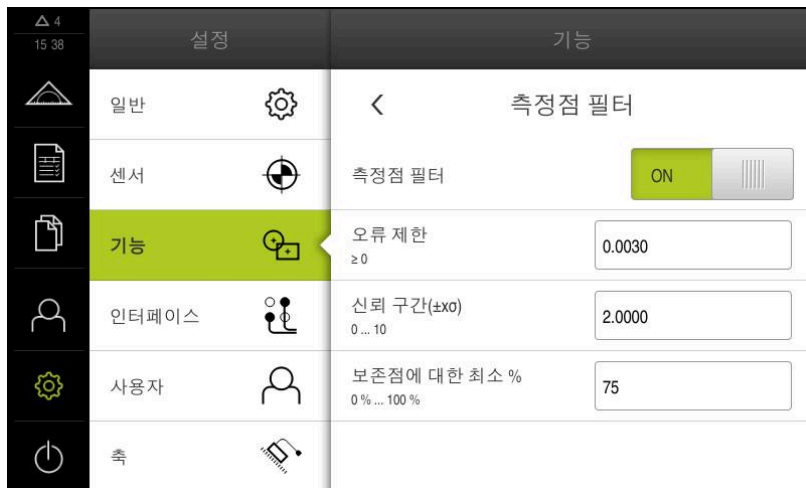 △ 4
15 38
설정
기능
일반
센서
기능
인터페이스
사용자
축
측정점 필터
측정점 필터
ON
오류 제한
≥ 0
0.0030
신뢰 구간(±xσ)
0 ... 10
2.0000
보존점에 대한 최소 %
0 % ... 100 %
75